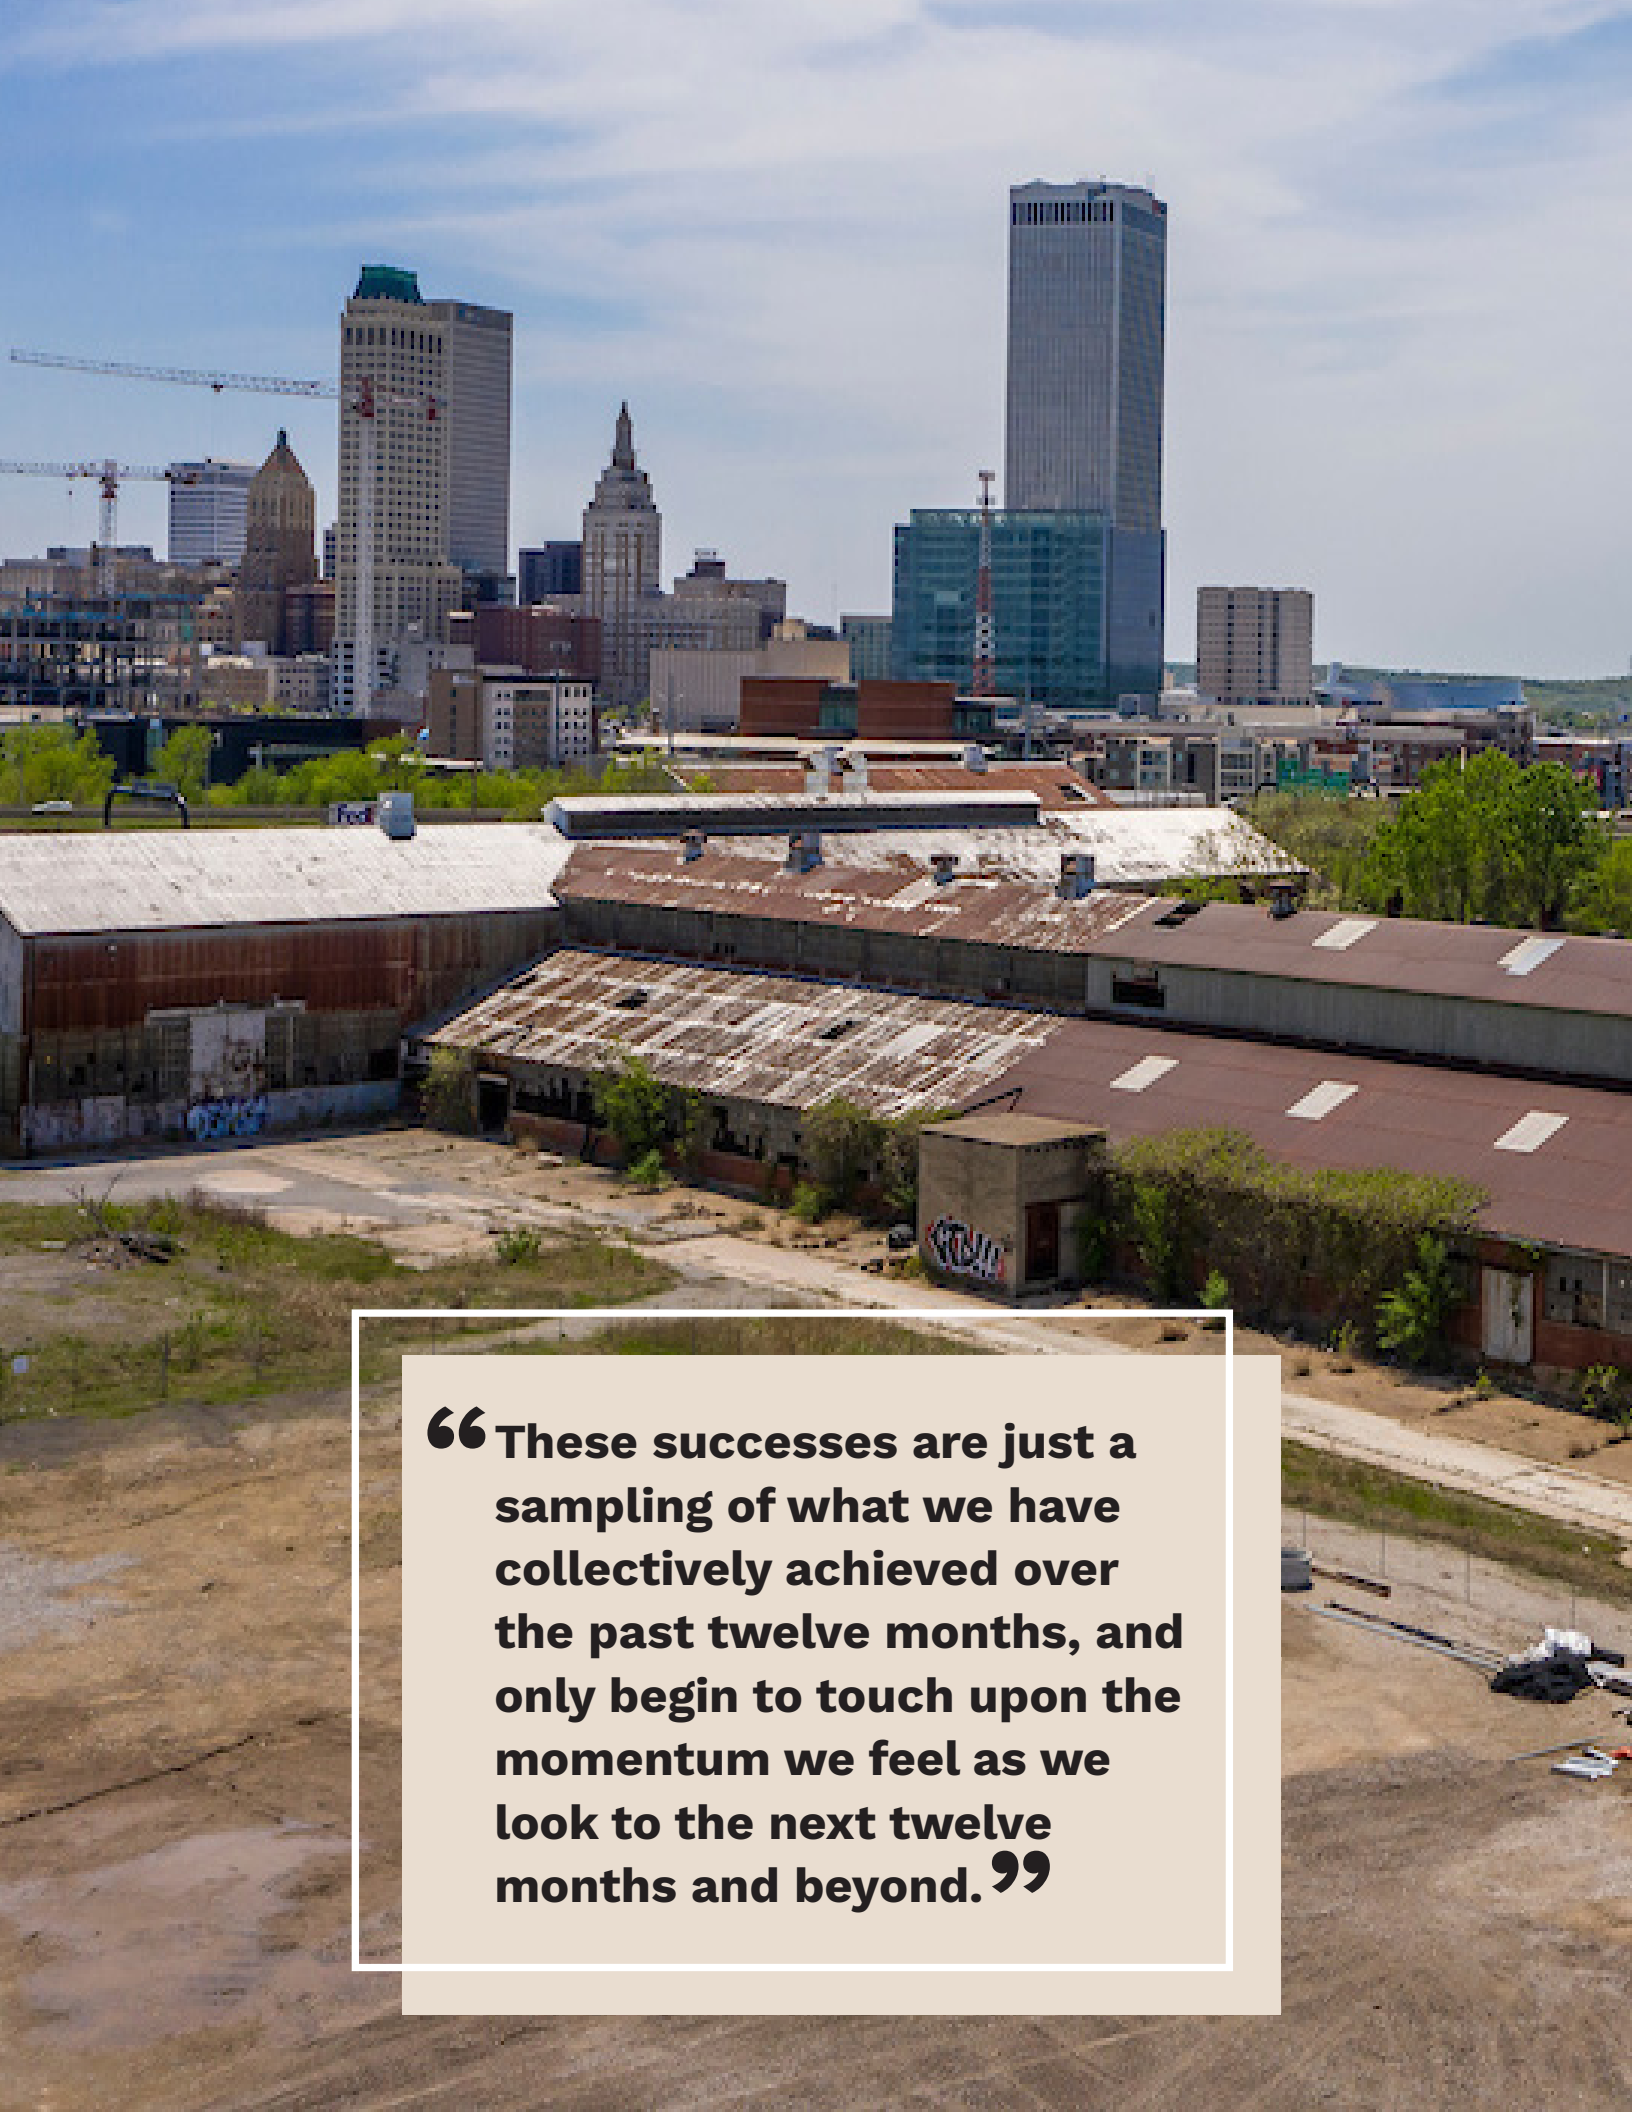 FedEx
“These successes are just a
sampling of what we have
collectively achieved over
the past twelve months, and
only begin to touch upon the
momentum we feel as we
look to the next twelve
months and beyond.”